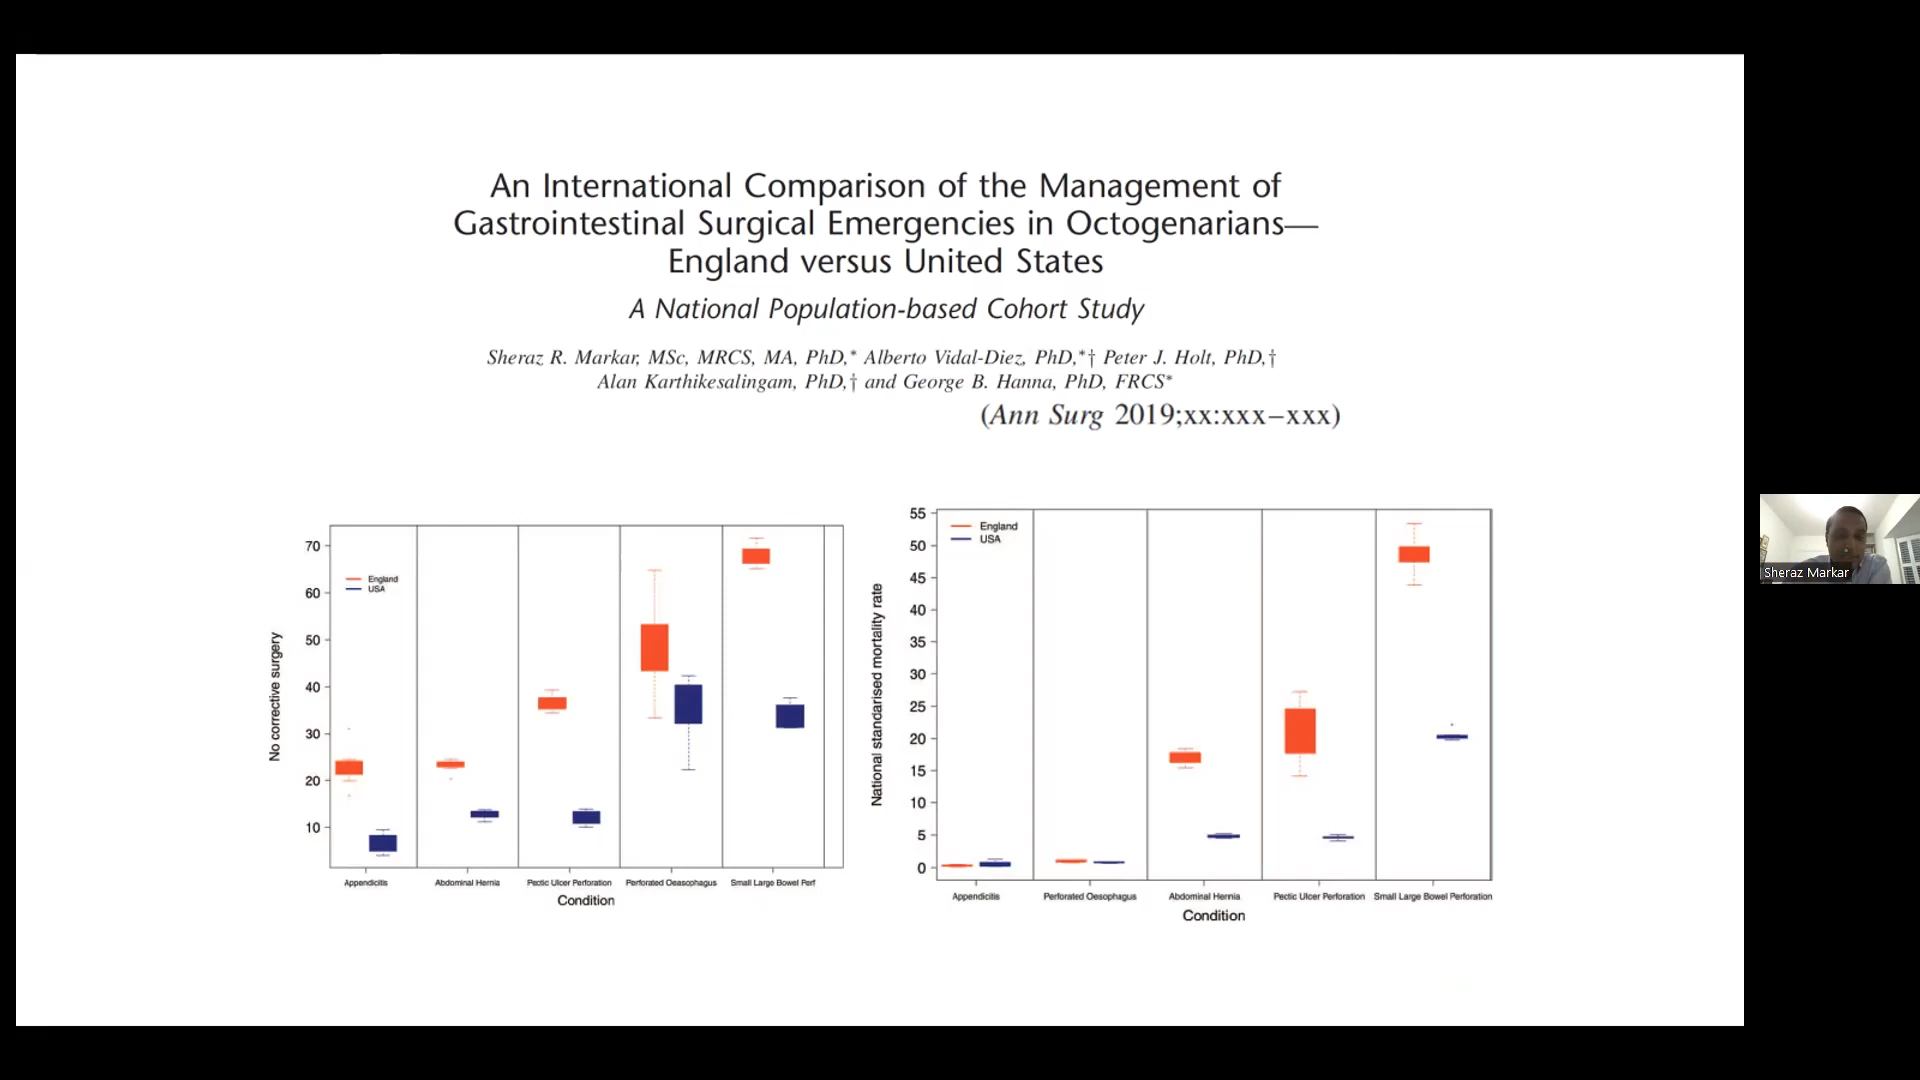 An International Comparison of the Management of
Gastrointestinal Surgical Emergencies in Octogenarians—
England versus United States
A National Population-based Cohort Study
Sheraz R. Markar, MSc, MRCS, MA, PhD,* Alberto Vidal-Diez, PhD,*† Peter J. Holt, PhD,†
Alan Karthikesalingam, PhD,† and George B. Hanna, PhD, FRCS*
(Ann Surg 2019;xx:xxx–xxx)
No corrective surgery
70
60
50
40
30
20
10
England
USA
Appendicitis
Abdominal Hernia
Pectic Ulcer Perforation
Perforated Oeasophagus
Small Large Bowel Perf
Condition
National standarised mortality rate
55
50
45
40
35
30
25
20
15
10
5
0
England
USA
Appendicitis
Perforated Oesophagus
Abdominal Hernia
Pectic Ulcer Perforation
Small Large Bowel Perforation
Condition
Sheraz Markar